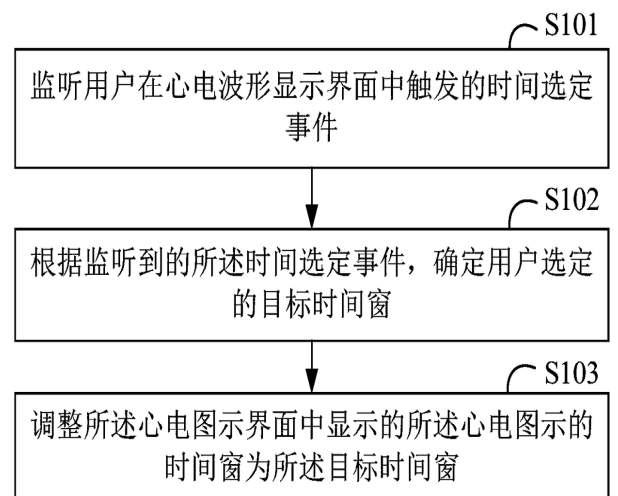 S101
监听用户在心电波形显示界面中触发的时间选定
事件
S102
根据监听到的所述时间选定事件，确定用户选定
的目标时间窗
S103
调整所述心电图示界面中显示的所述心电图示的
时间窗为所述目标时间窗